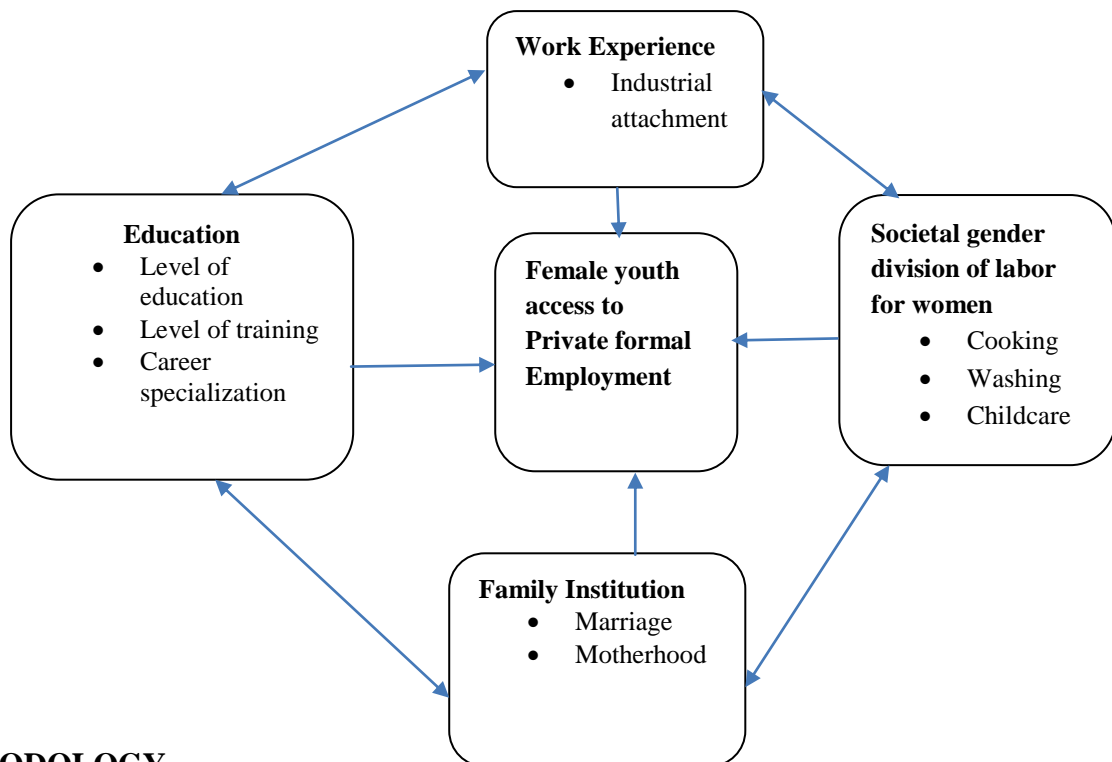 Work Experience
• Industrial
attachment
Education
• Level of
education
• Level of training
• Career
specialization
Female youth
access to
Private formal
Employment
Societal gender
division of labor
for women
• Cooking
• Washing
• Childcare
Family Institution
• Marriage
• Motherhood
ODOLOGY